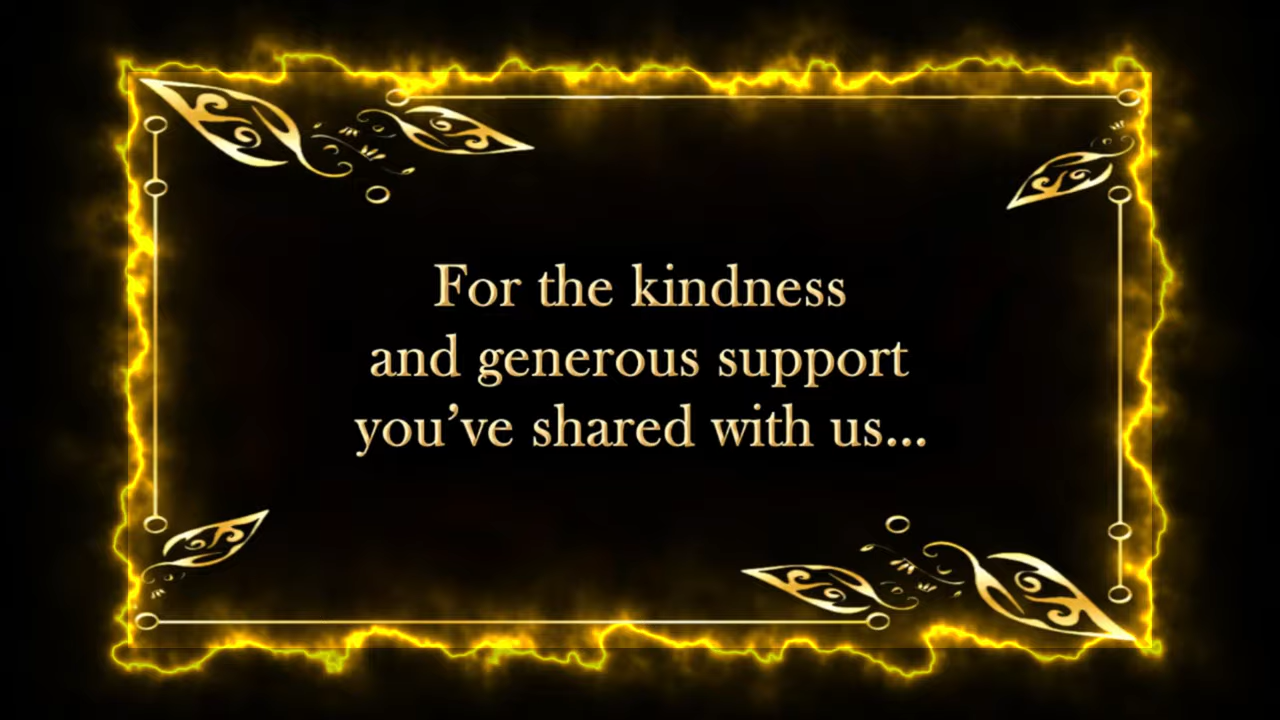 For the kindness
and generous support
you’ve shared with us...